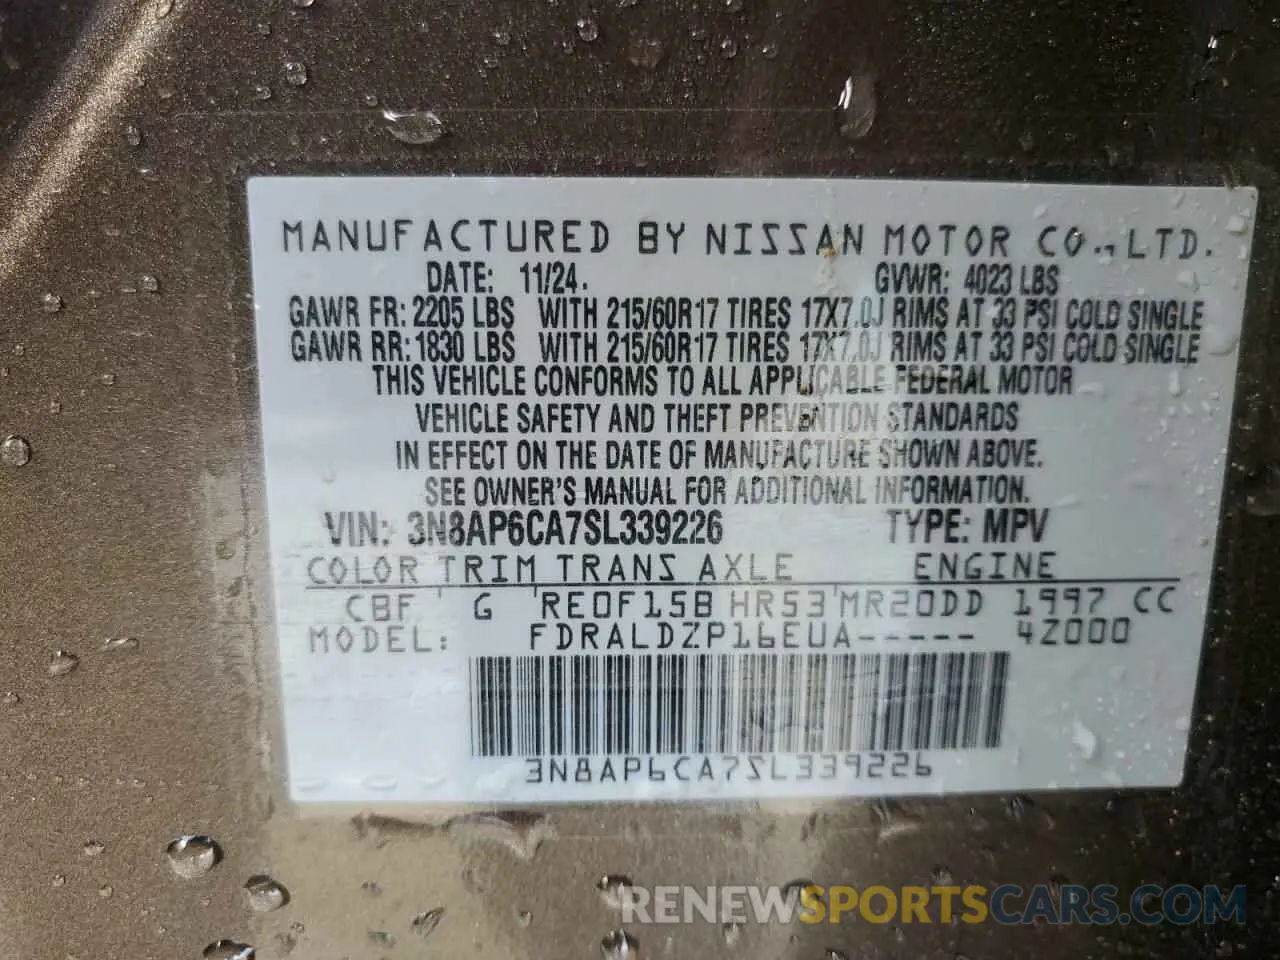 MANUFACTURED BY NISSAN MOTOR CO., LTD.
DATE: 11/24. GVWR: 4023 LBS
GAWR FR: 2205 LBS WITH 215/60R17 TIRES 17X7.0J RIMS AT 33 PSI COLD SINGLE
GAWR RR: 1830 LBS WITH 215/60R17 TIRES 17X7.0J RIMS AT 33 PSI COLD SINGLE
THIS VEHICLE CONFORMS TO ALL APPLICABLE FEDERAL MOTOR
VEHICLE SAFETY AND THEFT PREVENTION STANDARDS
IN EFFECT ON THE DATE OF MANUFACTURE SHOWN ABOVE.
SEE OWNER'S MANUAL FOR ADDITIONAL INFORMATION.
VIN: 3N8AP6CA7SL339226 TYPE: MPV
COLOR TRIM TRANS AXLE ENGINE
CBF G RE0F15B HR53 MR20DD 1997 CC
MODEL: FDRALDZP16EUA----- 42000
3N8AP6CA7SL339226
RENEWSPORTSCARS.COM